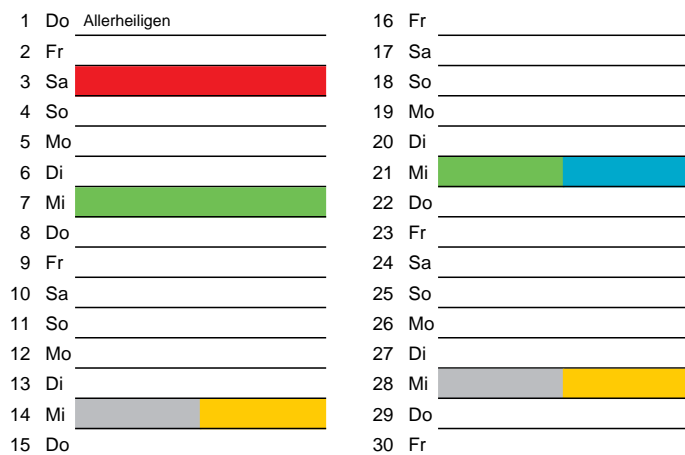 1 Do Allerheiligen
2 Fr
3 Sa
4 So
5 Mo
6 Di
7 Mi
8 Do
9 Fr
10 Sa
11 So
12 Mo
13 Di
14 Mi
15 Do
16 Fr
17 Sa
18 So
19 Mo
20 Di
21 Mi
22 Do
23 Fr
24 Sa
25 So
26 Mo
27 Di
28 Mi
29 Do
30 Fr